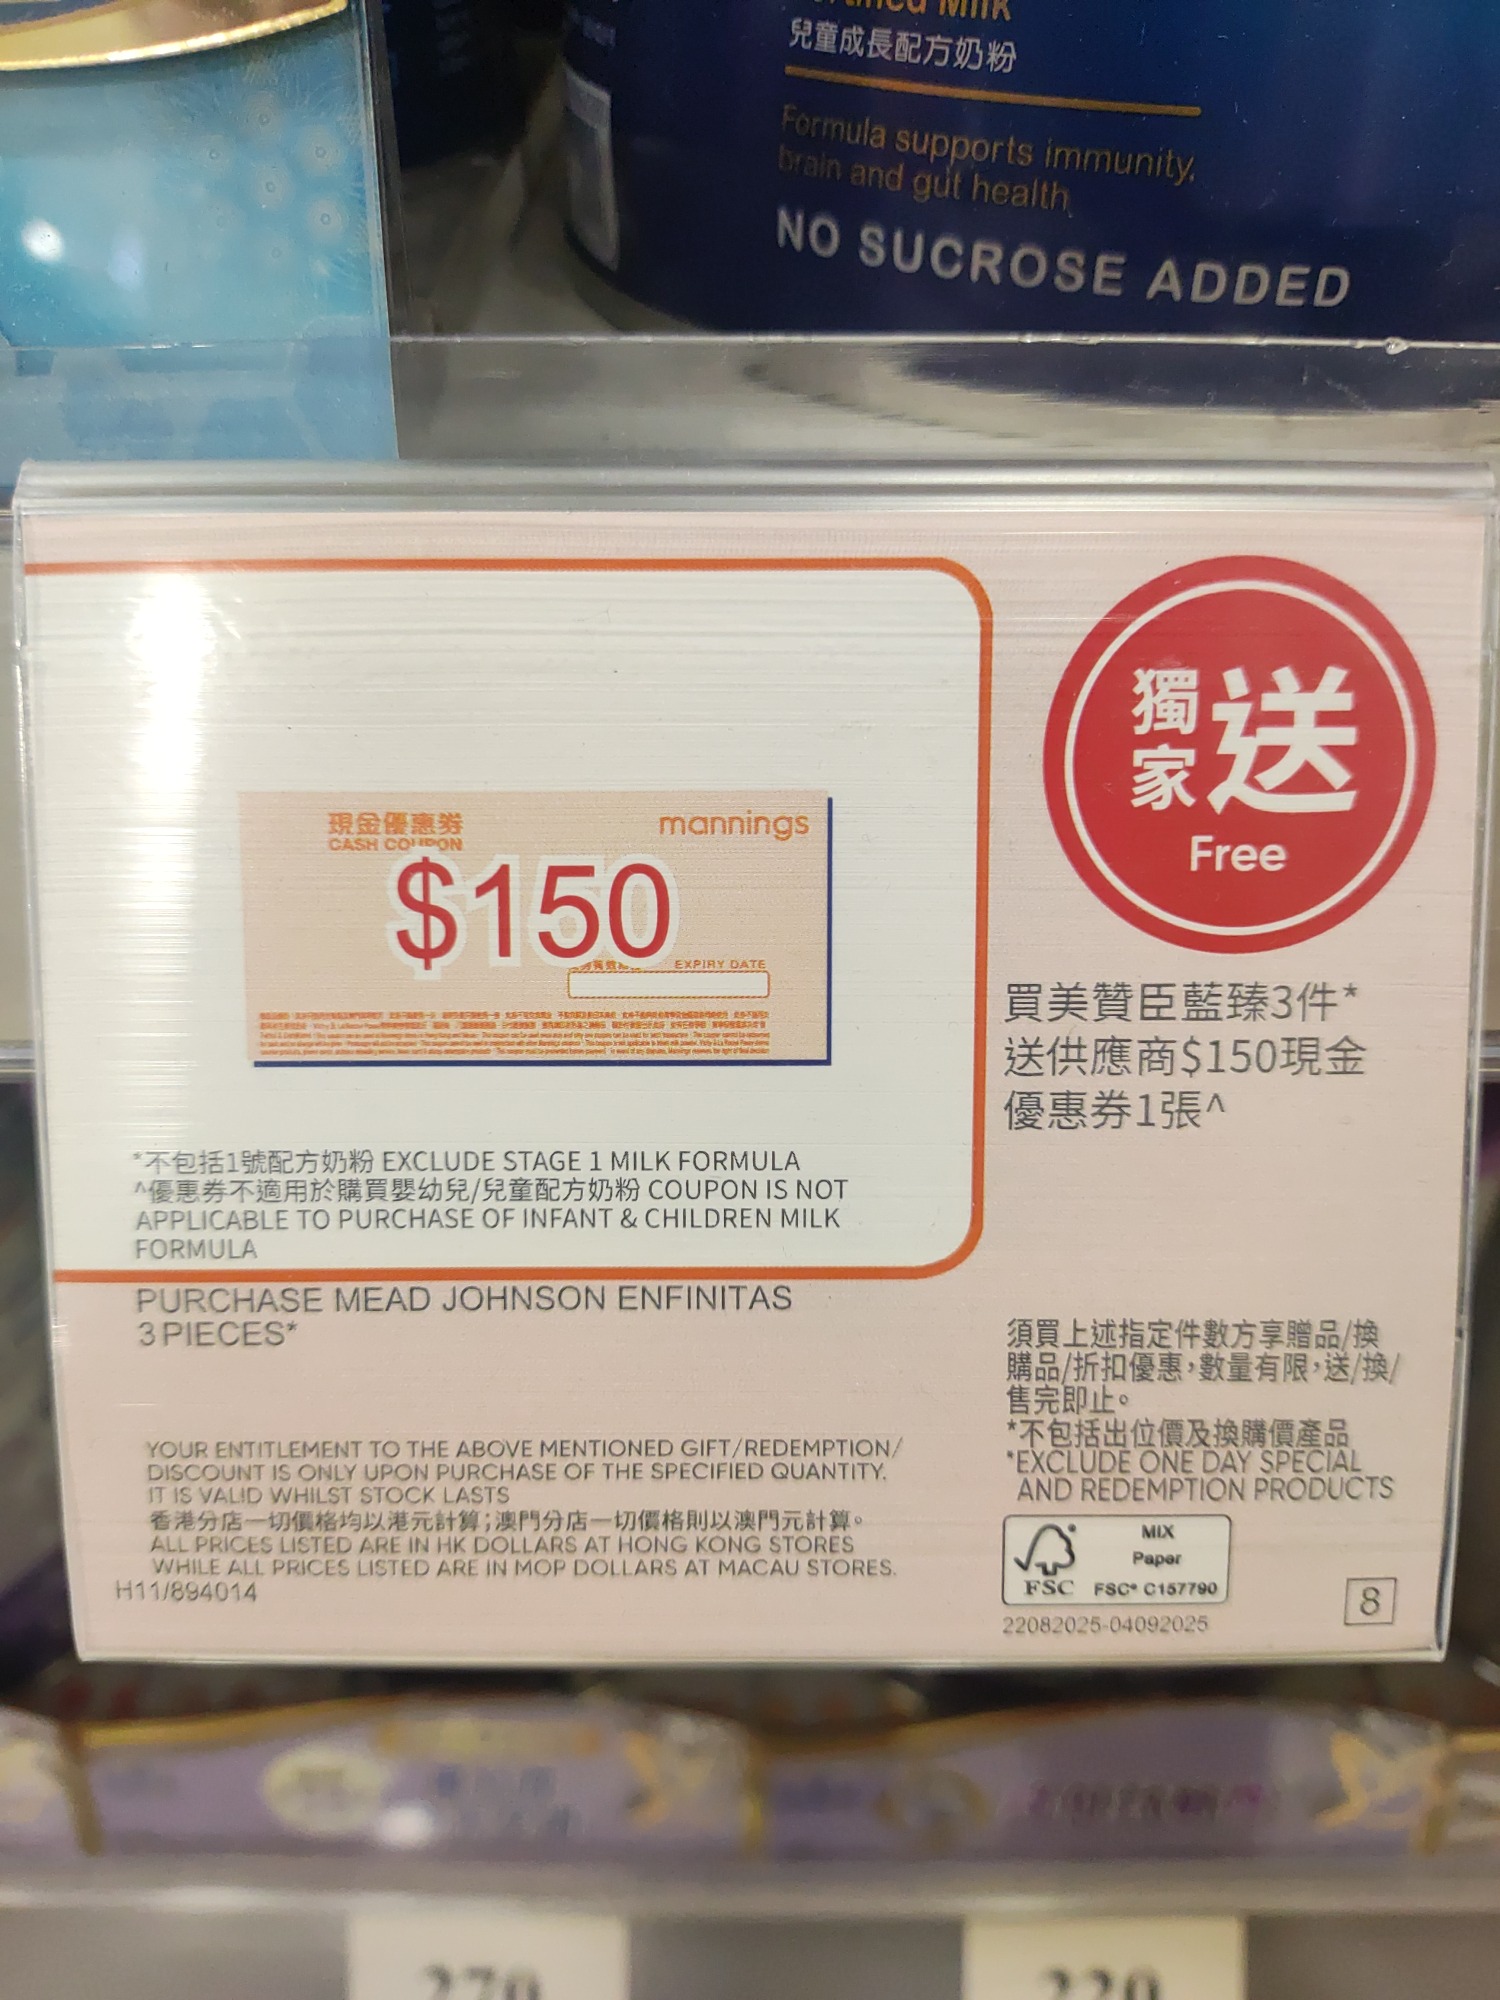 Milk
兒童成長配方奶粉
Formula supports immunity,
brain and gut health
NO SUCROSE ADDED
獨家送
Free
現金優惠券
CASH COUPON
mannings
$150
EXPIRY DATE
買美贊臣藍臻3件*
送供應商$150現金
優惠券1張^
*不包括1號配方奶粉 EXCLUDE STAGE 1 MILK FORMULA
^優惠券不適用於購買嬰幼兒/兒童配方奶粉 COUPON IS NOT
APPLICABLE TO PURCHASE OF INFANT & CHILDREN MILK
FORMULA
PURCHASE MEAD JOHNSON ENFINITAS
3 PIECES*
須買上述指定件數方享贈品/換
購品/折扣優惠，數量有限，送/換/
售完即止。
*不包括出位價及換購價產品
*EXCLUDE ONE DAY SPECIAL
AND REDEMPTION PRODUCTS
YOUR ENTITLEMENT TO THE ABOVE MENTIONED GIFT/REDEMPTION/
DISCOUNT IS ONLY UPON PURCHASE OF THE SPECIFIED QUANTITY.
IT IS VALID WHILST STOCK LASTS
香港分店一切價格均以港元計算；澳門分店一切價格則以澳門元計算。
ALL PRICES LISTED ARE IN HK DOLLARS AT HONG KONG STORES
WHILE ALL PRICES LISTED ARE IN MOP DOLLARS AT MACAU STORES.
H11/894014
FSC
MIX
Paper
FSC® C157790
22082025-04092025
8